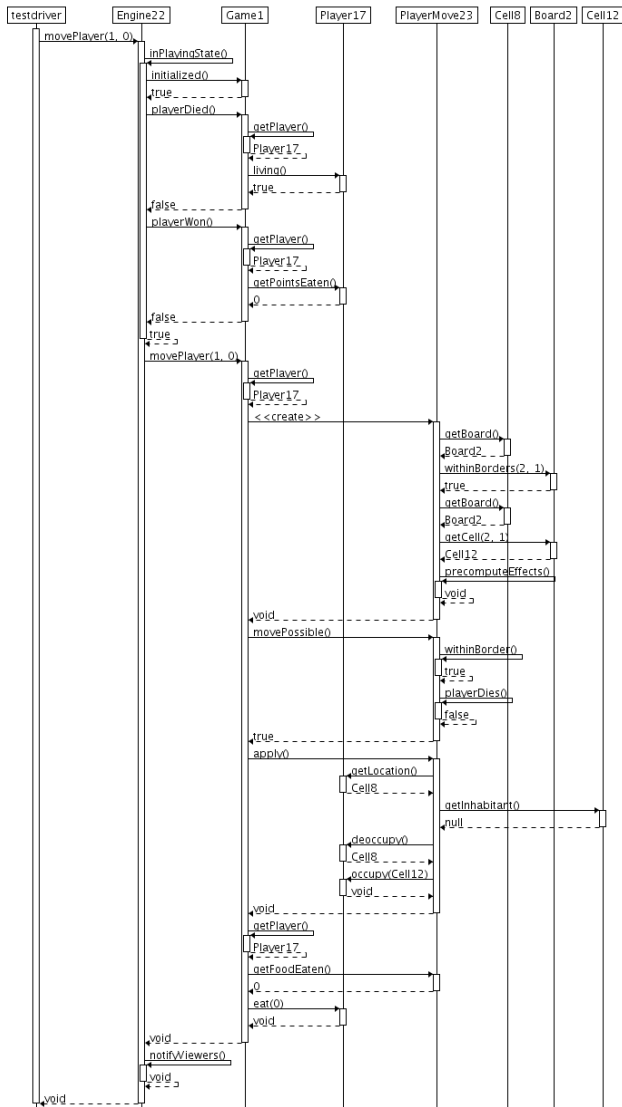 testdriver Engine22 Game1 Player17 PlayerMove23 Cell8 Board2 Cell12
movePlayer(1, 0)
inPlayingState()
initialized()
true
playerDied()
getPlayer()
Player17
living()
true
false
playerWon()
getPlayer()
Player17
getPointsEaten()
0
false
true
movePlayer(1, 0)
getPlayer()
Player17
<<create>>
getBoard()
Board2
withinBorders(2, 1)
true
getBoard()
Board2
getCell(2, 1)
Cell12
precomputeEffects()
void
void
movePossible()
withinBorder()
true
playerDies()
false
true
apply()
getLocation()
Cell8
getInhabitant()
null
deoccupy()
Cell8
occupy(Cell12)
void
void
getPlayer()
Player17
getFoodEaten()
0
eat(0)
void
void
notifyViewers()
void
void